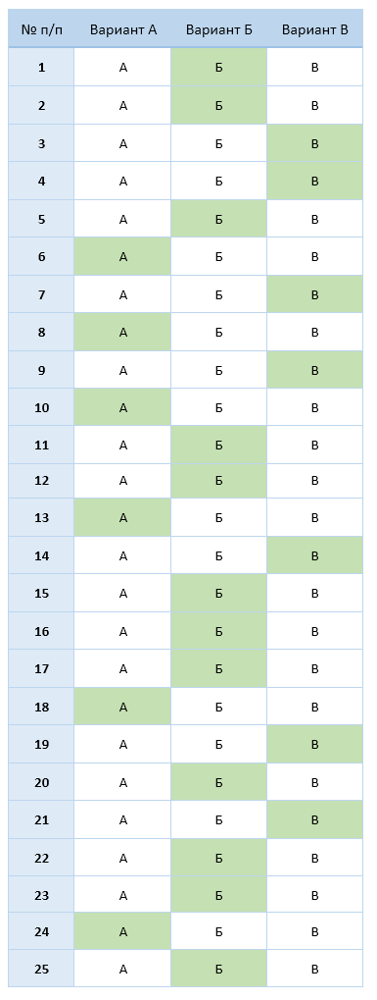 № п/п Вариант А Вариант Б Вариант В
1 А Б В
2 А Б В
3 А Б В
4 А Б В
5 А Б В
6 А Б В
7 А Б В
8 А Б В
9 А Б В
10 А Б В
11 А Б В
12 А Б В
13 А Б В
14 А Б В
15 А Б В
16 А Б В
17 А Б В
18 А Б В
19 А Б В
20 А Б В
21 А Б В
22 А Б В
23 А Б В
24 А Б В
25 А Б В